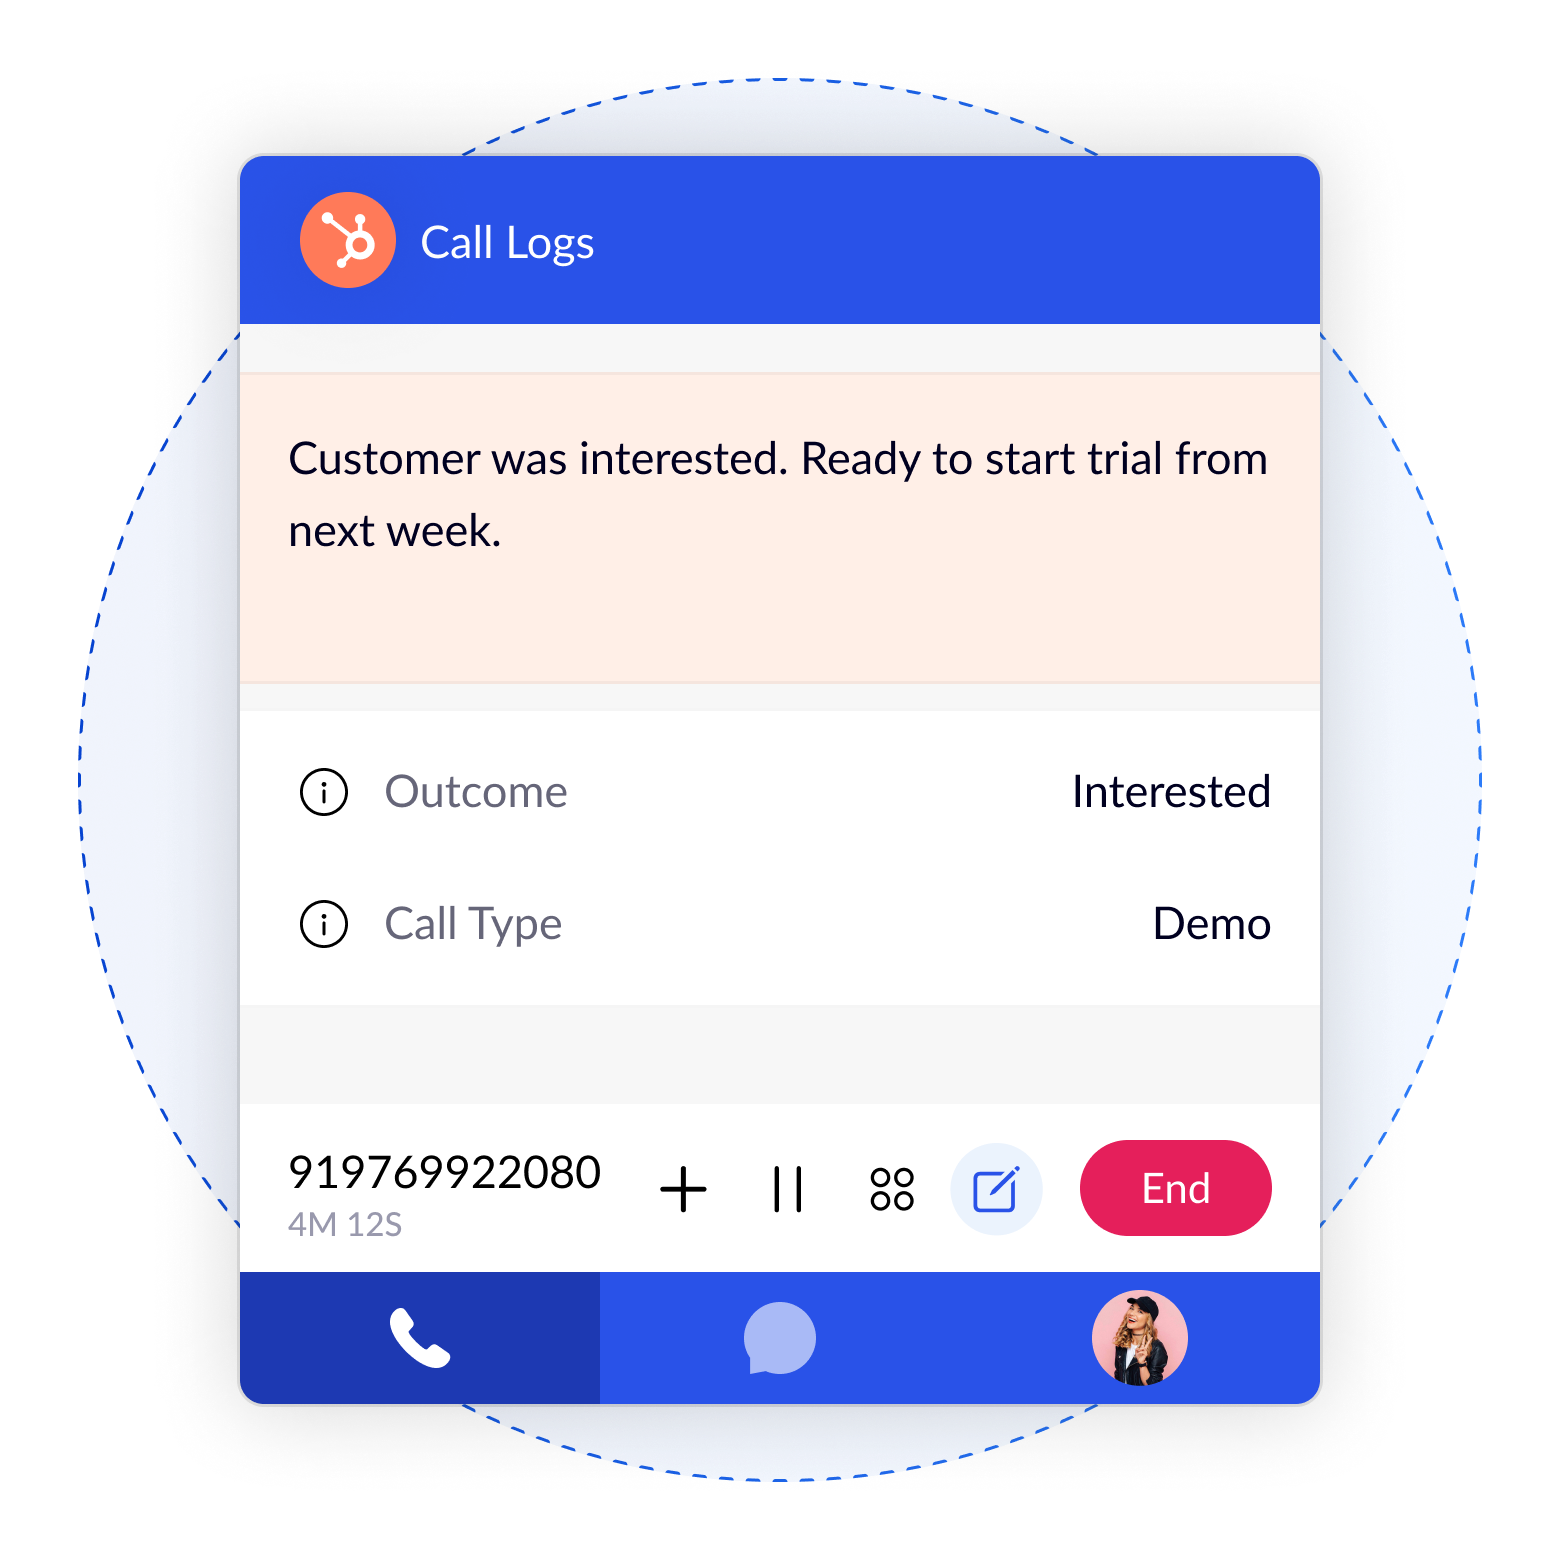 Call Logs
Customer was interested. Ready to start trial from
next week.
Outcome
Interested
Call Type
Demo
919769922080
4M 12S
End